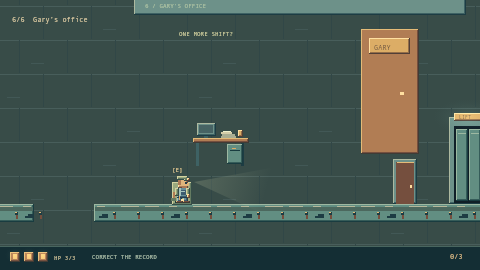 6 / GARY'S OFFICE
6/6 Gary's office
ONE MORE SHIFT?
GARY
LIFT
[E]
HP 3/3
CORRECT THE RECORD
0/3